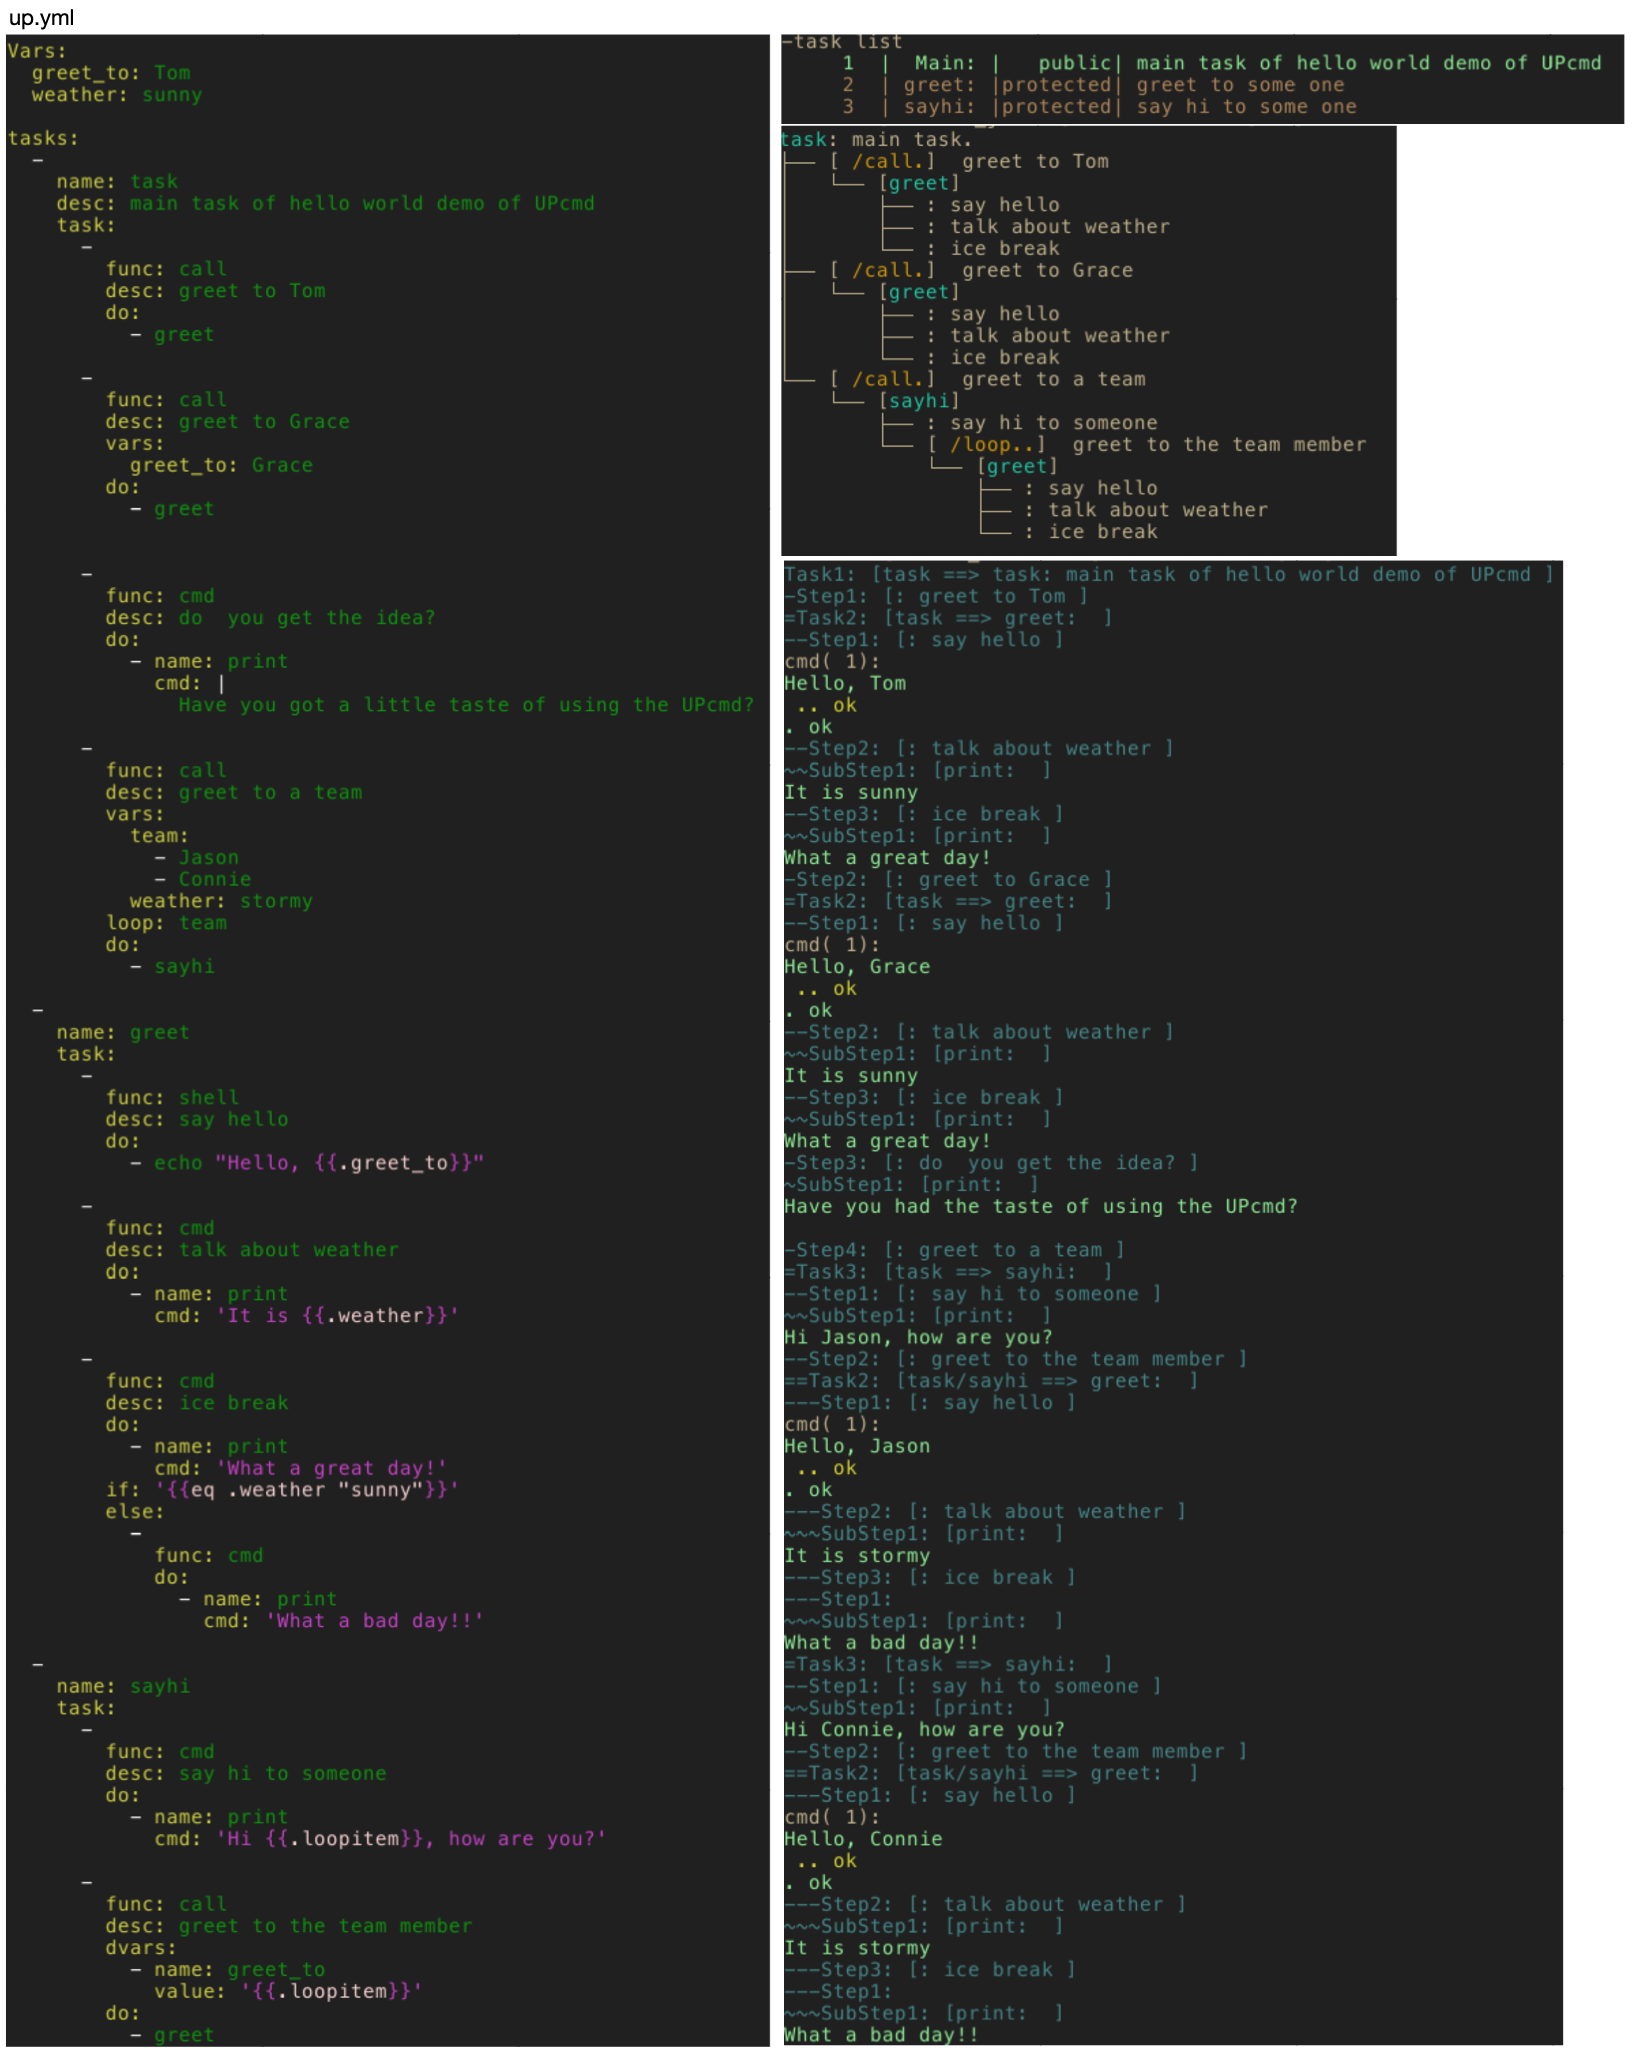 up.yml
Vars:
  greet_to: Tom
  weather: sunny
tasks:
  -
    name: task
    desc: main task of hello world demo of UPcmd
    task:
      -
        func: call
        desc: greet to Tom
        do:
          - greet
      -
        func: call
        desc: greet to Grace
        vars:
          greet_to: Grace
        do:
          - greet
      -
        func: cmd
        desc: do  you get the idea?
        do:
          - name: print
            cmd: |
              Have you got a little taste of using the UPcmd?
      -
        func: call
        desc: greet to a team
        vars:
          team:
            - Jason
            - Connie
          weather: stormy
        loop: team
        do:
          - sayhi
  -
    name: greet
    task:
      -
        func: shell
        desc: say hello
        do:
          - echo "Hello, {{.greet_to}}"
      -
        func: cmd
        desc: talk about weather
        do:
          - name: print
            cmd: 'It is {{.weather}}'
      -
        func: cmd
        desc: ice break
        do:
          - name: print
            cmd: 'What a great day!'
        if: '{{eq .weather "sunny"}}'
        else:
          -
            func: cmd
            do:
              - name: print
                cmd: 'What a bad day!!'
  -
    name: sayhi
    task:
      -
        func: cmd
        desc: say hi to someone
        do:
          - name: print
            cmd: 'Hi {{.loopitem}}, how are you?'
      -
        func: call
        desc: greet to the team member
        dvars:
          - name: greet_to
            value: '{{.loopitem}}'
        do:
          - greet
-task list
     1  |  Main: |   public| main task of hello world demo of UPcmd
     2  | greet: |protected| greet to some one
     3  | sayhi: |protected| say hi to some one
task: main task.
├── [ /call.]  greet to Tom
│   └── [greet]
│       ├── : say hello
│       ├── : talk about weather
│       └── : ice break
├── [ /call.]  greet to Grace
│   └── [greet]
│       ├── : say hello
│       ├── : talk about weather
│       └── : ice break
└── [ /call.]  greet to a team
    └── [sayhi]
        ├── : say hi to someone
        └── [ /loop..]  greet to the team member
            └── [greet]
                ├── : say hello
                ├── : talk about weather
                └── : ice break
Task1: [task ==> task: main task of hello world demo of UPcmd ]
-Step1: [: greet to Tom ]
=Task2: [task ==> greet:  ]
--Step1: [: say hello ]
cmd( 1):
Hello, Tom
 .. ok
. ok
--Step2: [: talk about weather ]
~~SubStep1: [print:  ]
It is sunny
--Step3: [: ice break ]
~~SubStep1: [print:  ]
What a great day!
-Step2: [: greet to Grace ]
=Task2: [task ==> greet:  ]
--Step1: [: say hello ]
cmd( 1):
Hello, Grace
 .. ok
. ok
--Step2: [: talk about weather ]
~~SubStep1: [print:  ]
It is sunny
--Step3: [: ice break ]
~~SubStep1: [print:  ]
What a great day!
-Step3: [: do  you get the idea? ]
~SubStep1: [print:  ]
Have you had the taste of using the UPcmd?
-Step4: [: greet to a team ]
=Task3: [task ==> sayhi:  ]
--Step1: [: say hi to someone ]
~~SubStep1: [print:  ]
Hi Jason, how are you?
--Step2: [: greet to the team member ]
==Task2: [task/sayhi ==> greet:  ]
---Step1: [: say hello ]
cmd( 1):
Hello, Jason
 .. ok
. ok
---Step2: [: talk about weather ]
~~~SubStep1: [print:  ]
It is stormy
---Step3: [: ice break ]
---Step1:
~~~SubStep1: [print:  ]
What a bad day!!
=Task3: [task ==> sayhi:  ]
--Step1: [: say hi to someone ]
~~SubStep1: [print:  ]
Hi Connie, how are you?
--Step2: [: greet to the team member ]
==Task2: [task/sayhi ==> greet:  ]
---Step1: [: say hello ]
cmd( 1):
Hello, Connie
 .. ok
. ok
---Step2: [: talk about weather ]
~~~SubStep1: [print:  ]
It is stormy
---Step3: [: ice break ]
---Step1:
~~~SubStep1: [print:  ]
What a bad day!!